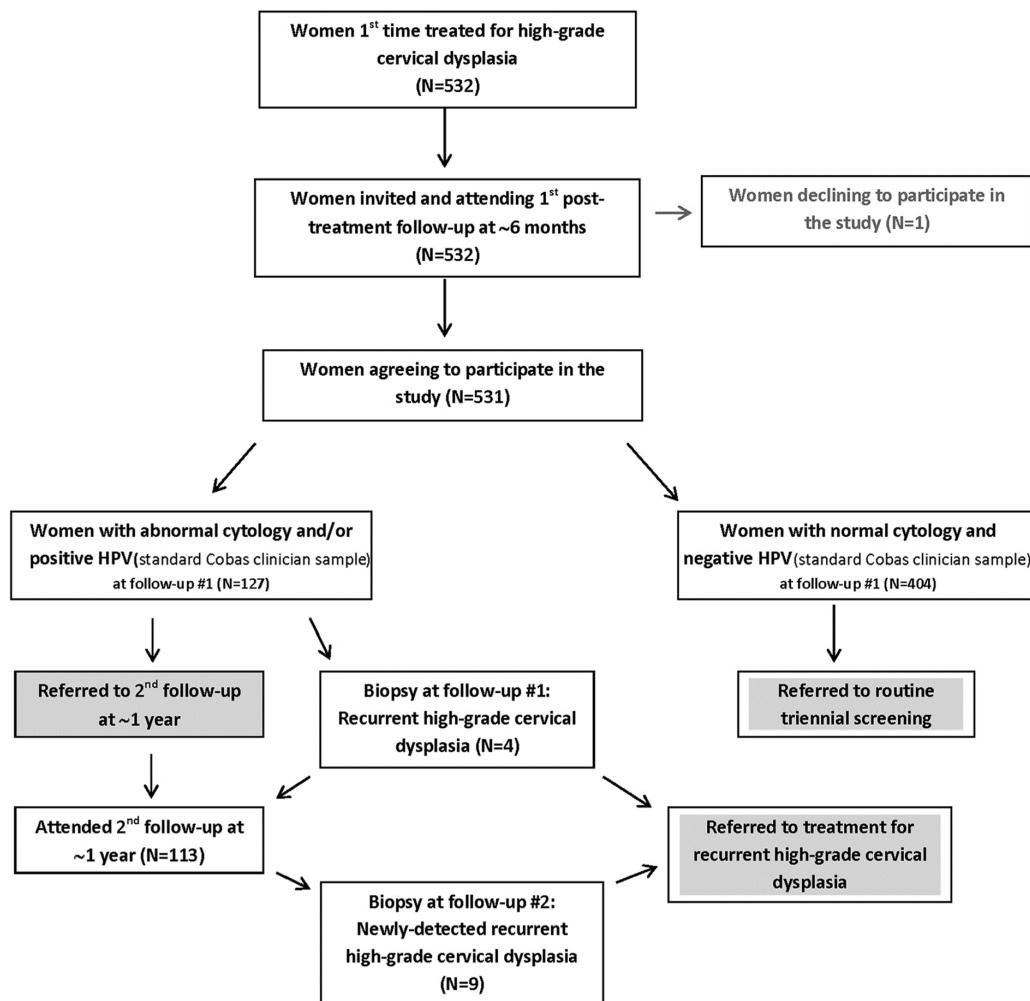 Women 1st time treated for high-grade
cervical dysplasia
(N=532)
Women invited and attending 1st post-
treatment follow-up at ~6 months
(N=532)
Women declining to participate in
the study (N=1)
Women agreeing to participate in the
study (N=531)
Women with abnormal cytology and/or
positive HPV(standard Cobas clinician sample)
at follow-up #1 (N=127)
Women with normal cytology and
negative HPV(standard Cobas clinician sample)
at follow-up #1 (N=404)
Referred to 2nd follow-up
at ~1 year
Biopsy at follow-up #1:
Recurrent high-grade cervical
dysplasia (N=4)
Referred to routine
triennial screening
Attended 2nd follow-up at
~1 year (N=113)
Referred to treatment for
recurrent high-grade cervical
dysplasia
Biopsy at follow-up #2:
Newly-detected recurrent
high-grade cervical dysplasia
(N=9)